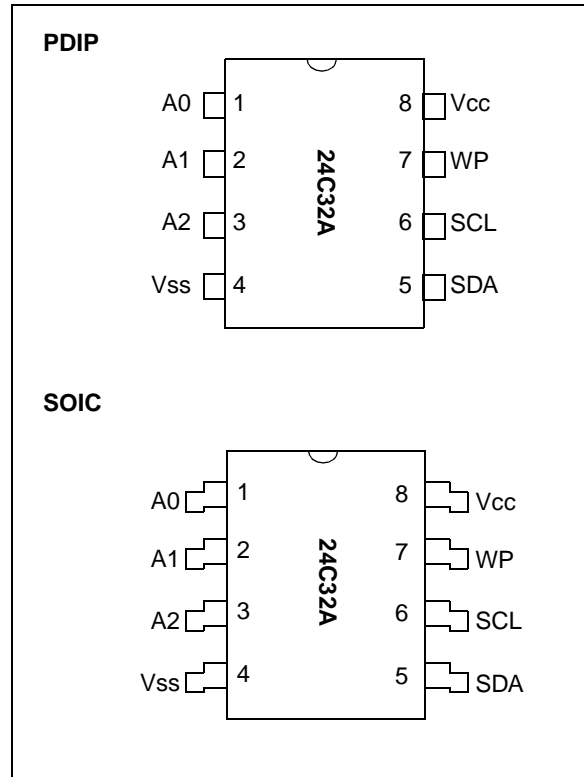 PDIP
A0 1 8 Vcc
A1 2 7 WP
A2 3 6 SCL
Vss 4 5 SDA
24C32A
SOIC
A0 1 8 Vcc
A1 2 7 WP
A2 3 6 SCL
Vss 4 5 SDA
24C32A